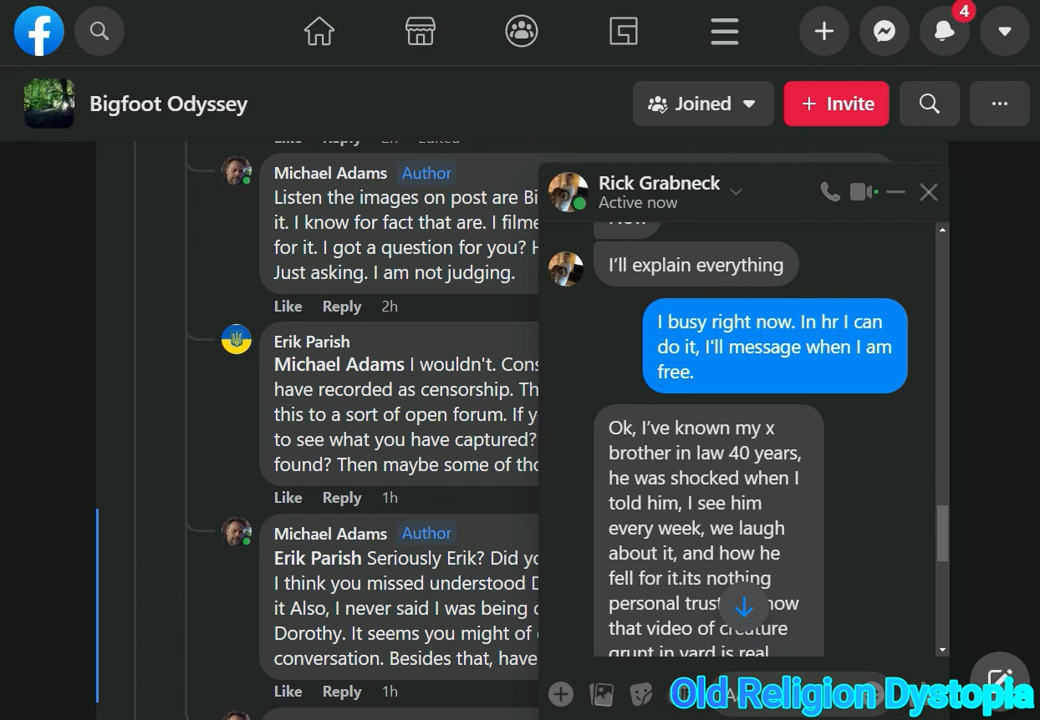 4
Bigfoot Odyssey
Joined
+ Invite
Michael Adams Author
Listen the images on post are
it. I know for fact that are. I
for it. I got a question for you?
Just asking. I am not judging.
Like Reply 2h
Erik Parish
Michael Adams I wouldn't.
have recorded as censorship.
this to a sort of open forum. If
to see what you have captured?
found? Then maybe some of
Like Reply 1h
Michael Adams Author
Erik Parish Seriously Erik? Did
I think you missed understood
it Also, I never said I was being
Dorothy. It seems you might of
conversation. Besides that, have
Like Reply 1h
Rick Grabneck
Active now
I'll explain everything
I busy right now. In hr I can
do it, I'll message when I am
free.
Ok, I've known my x
brother in law 40 years,
he was shocked when I
told him, I see him
every week, we laugh
about it, and how he
fell for it.its nothing
personal
that video of creature
grunt in yard is real
Old Religion Dystopia